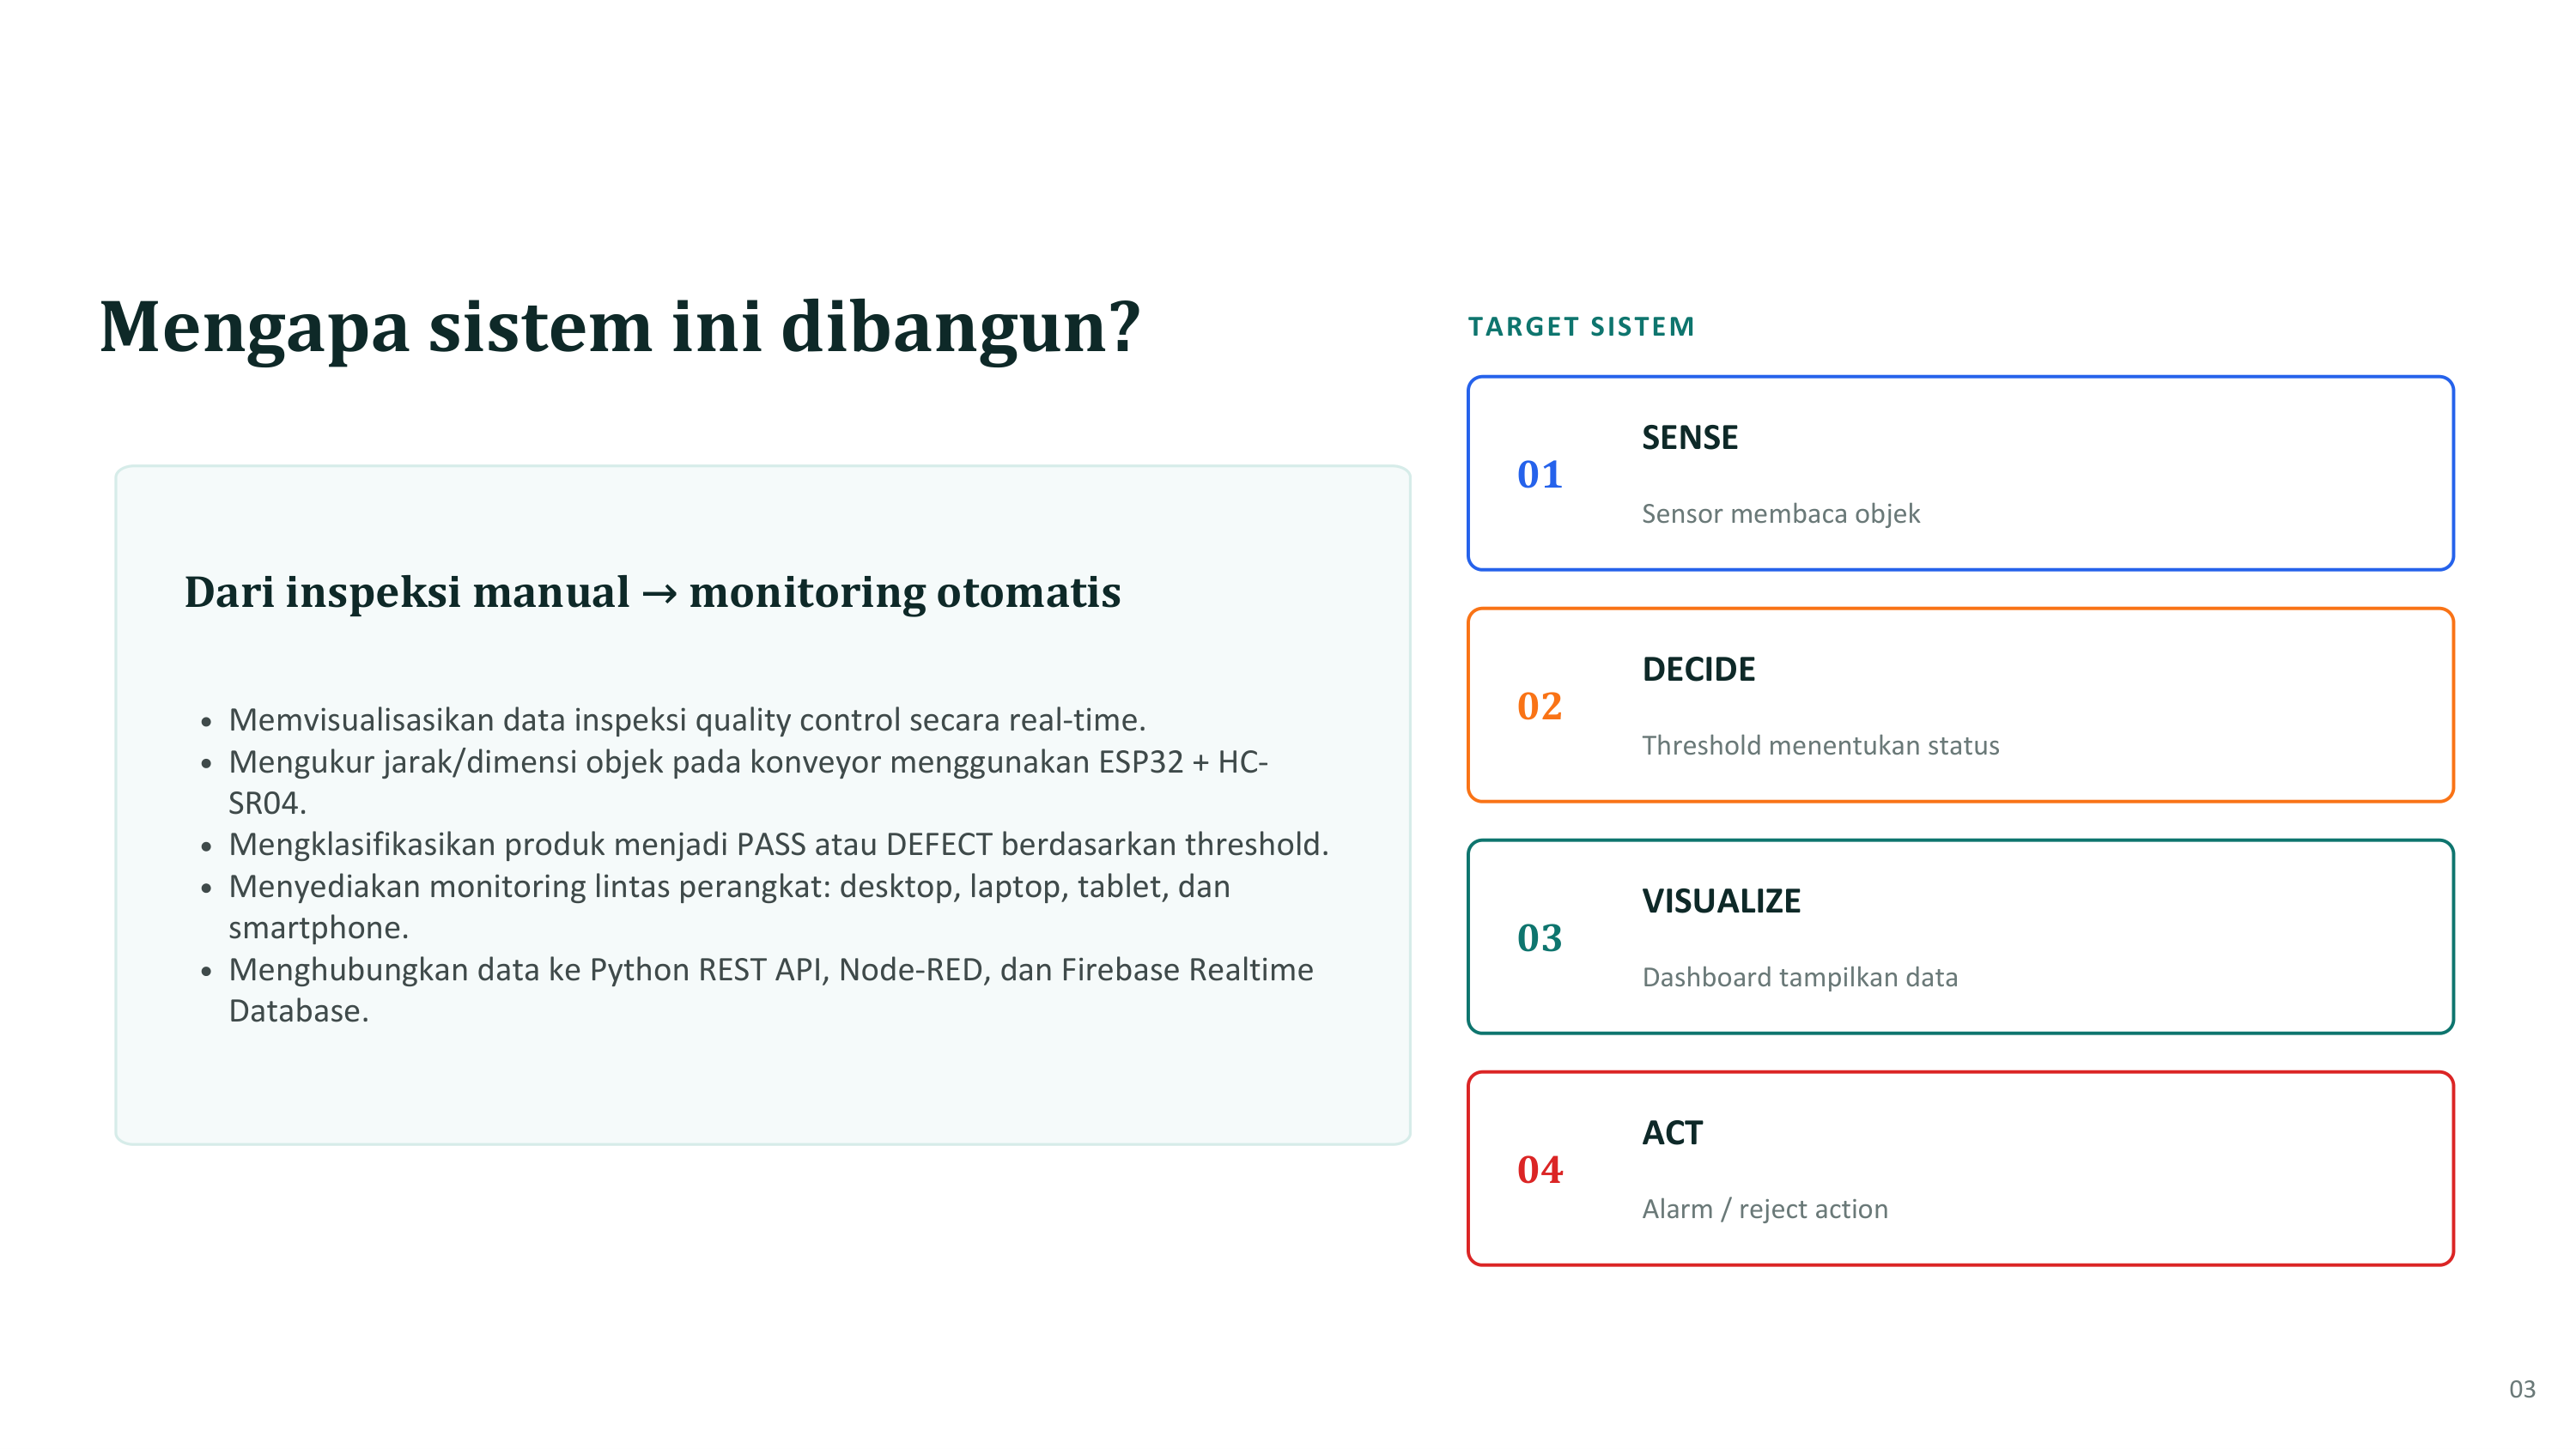 Mengapa sistem ini dibangun?
Dari inspeksi manual → monitoring otomatis
• Memvisualisasikan data inspeksi quality control secara real-time.
• Mengukur jarak/dimensi objek pada konveyor menggunakan ESP32 + HC-
SR04.
• Mengklasifikasikan produk menjadi PASS atau DEFECT berdasarkan threshold.
• Menyediakan monitoring lintas perangkat: desktop, laptop, tablet, dan
smartphone.
• Menghubungkan data ke Python REST API, Node-RED, dan Firebase Realtime
Database.
TARGET SISTEM
01
SENSE
Sensor membaca objek
02
DECIDE
Threshold menentukan status
03
VISUALIZE
Dashboard tampilkan data
04
ACT
Alarm / reject action
03